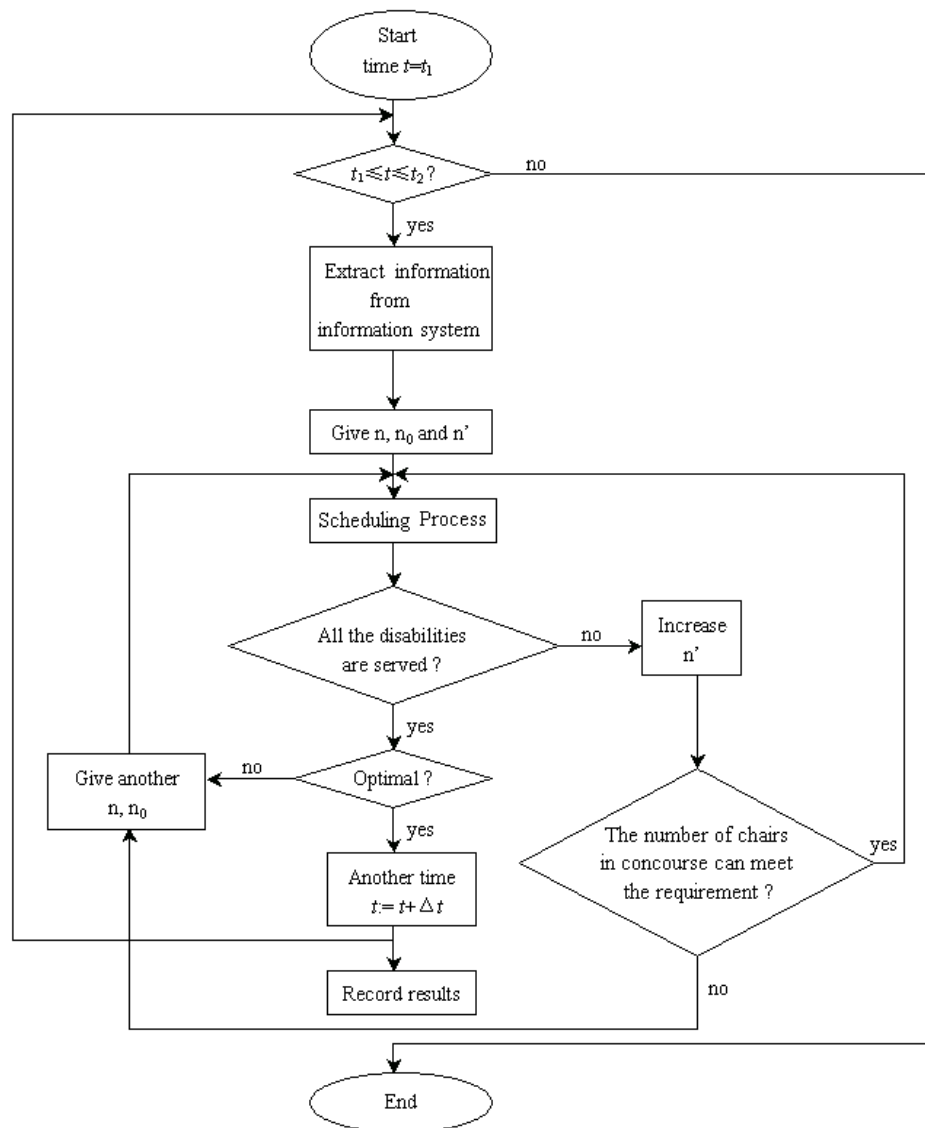 Start
time t=t₁
t₁≤t≤t₂ ?
no
yes
Extract information
from
information system
Give n, n₀ and n’
Scheduling Process
All the disabilities
are served ?
no
Increase
n’
yes
Give another
n, n₀
no
Optimal ?
yes
The number of chairs
in concourse can meet
the requirement ?
yes
Another time
t:= t+Δt
no
Record results
End